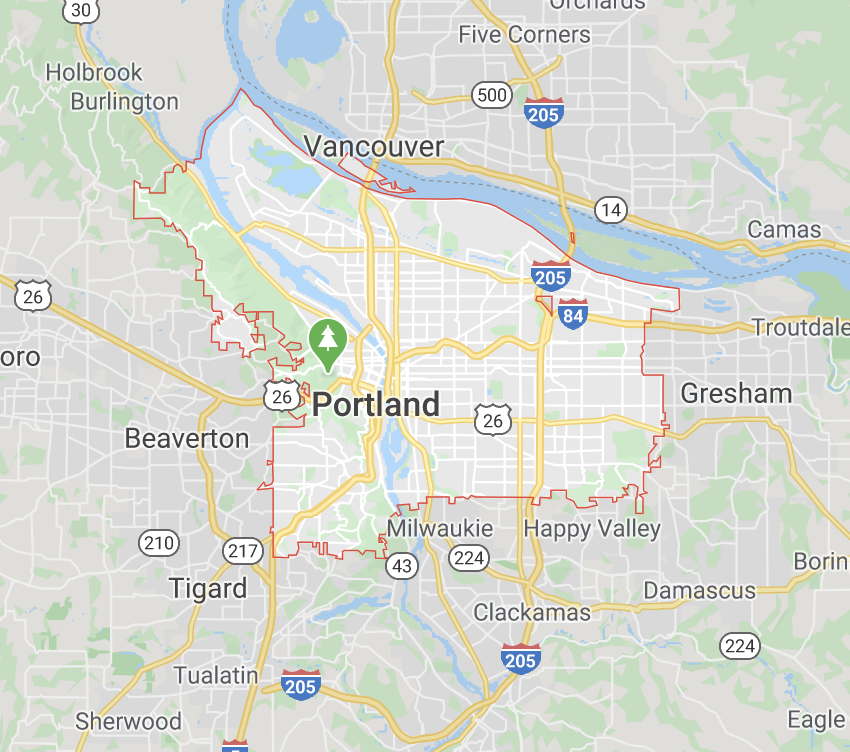 Orchards
30
Five Corners
Holbrook
Burlington
500
205
Vancouver
14
Camas
26
205
84
Troutdale
oro
26
Portland
Gresham
26
Beaverton
Milwaukie
Happy Valley
210
217
43
224
Borin
Tigard
Damascus
Clackamas
224
205
Tualatin
205
Sherwood
Eagle